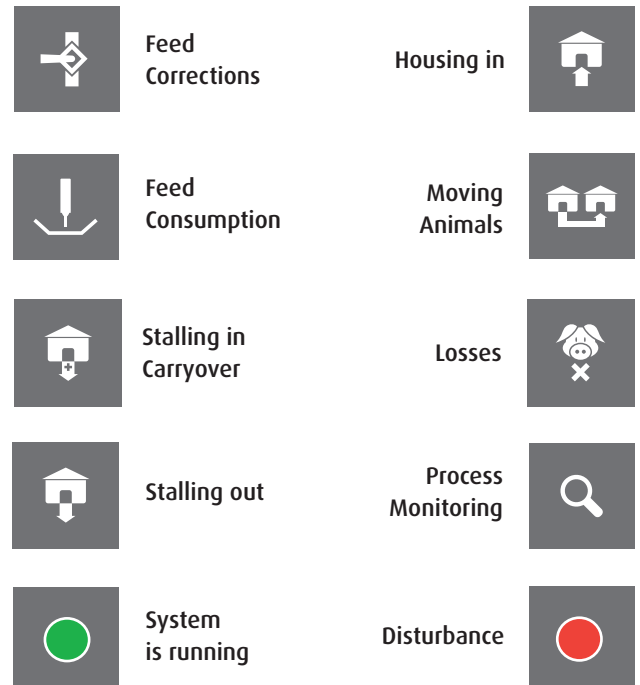 Feed
Corrections
Housing in
Feed
Consumption
Moving
Animals
Stalling in
Carryover
Losses
Stalling out
Process
Monitoring
System
is running
Disturbance